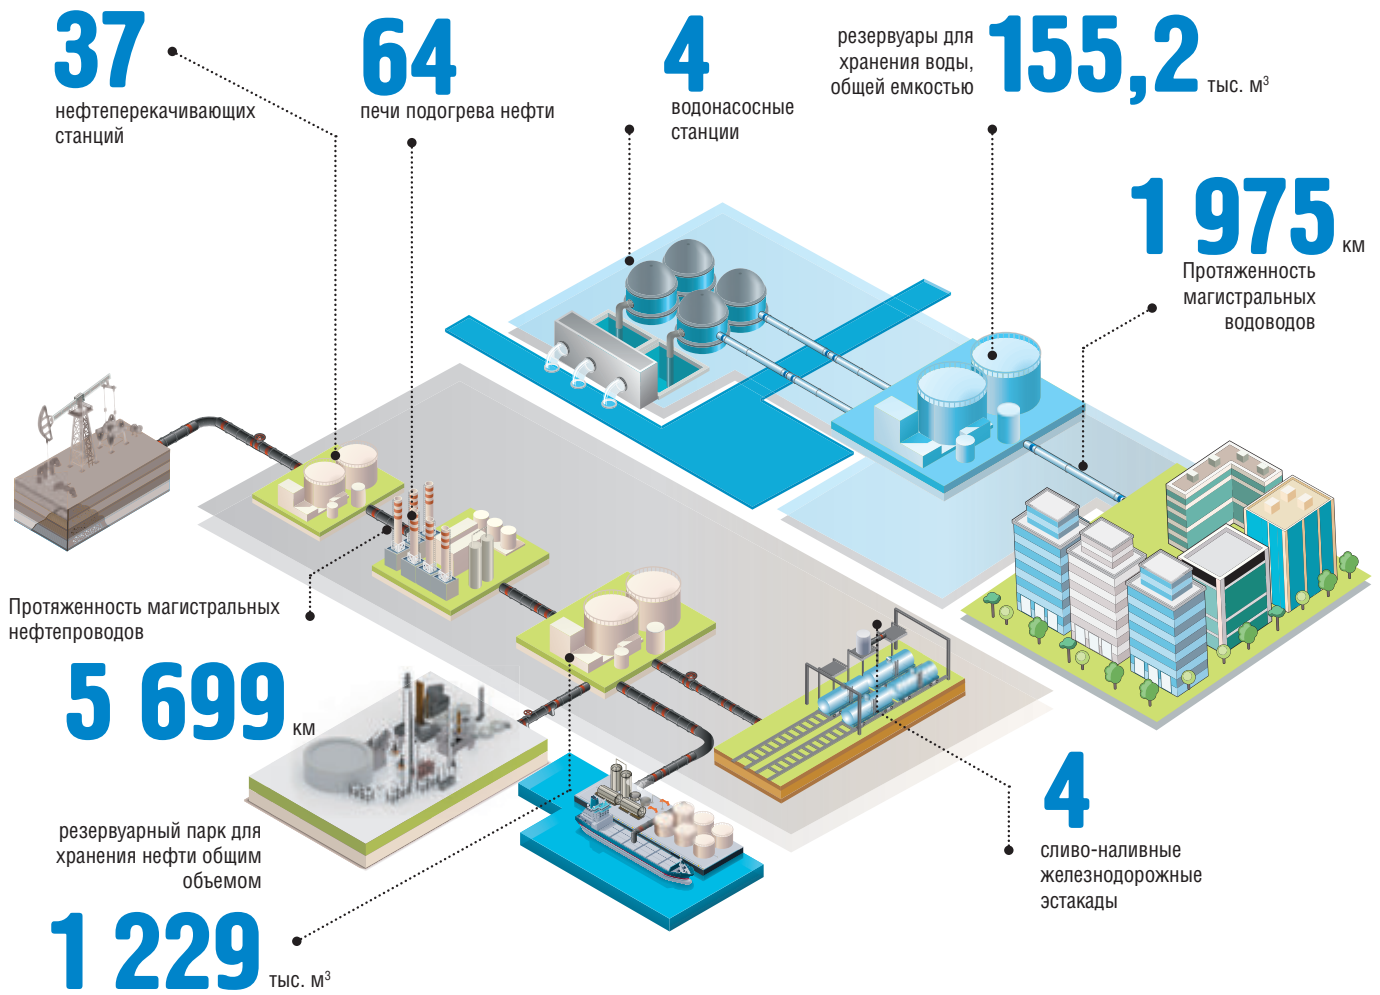 37
нефтеперекачивающих
станций
64
печи подогрева нефти
4
водонасосные
станции
резервуары для
хранения воды,
общей емкостью
155,2 тыс. м³
1 975 км
Протяженность
магистральных
водоводов
Протяженность магистральных
нефтепроводов
5 699 км
резервуарный парк для
хранения нефти общим
объемом
1 229 тыс. м³
4
сливо-наливные
железнодорожные
эстакады